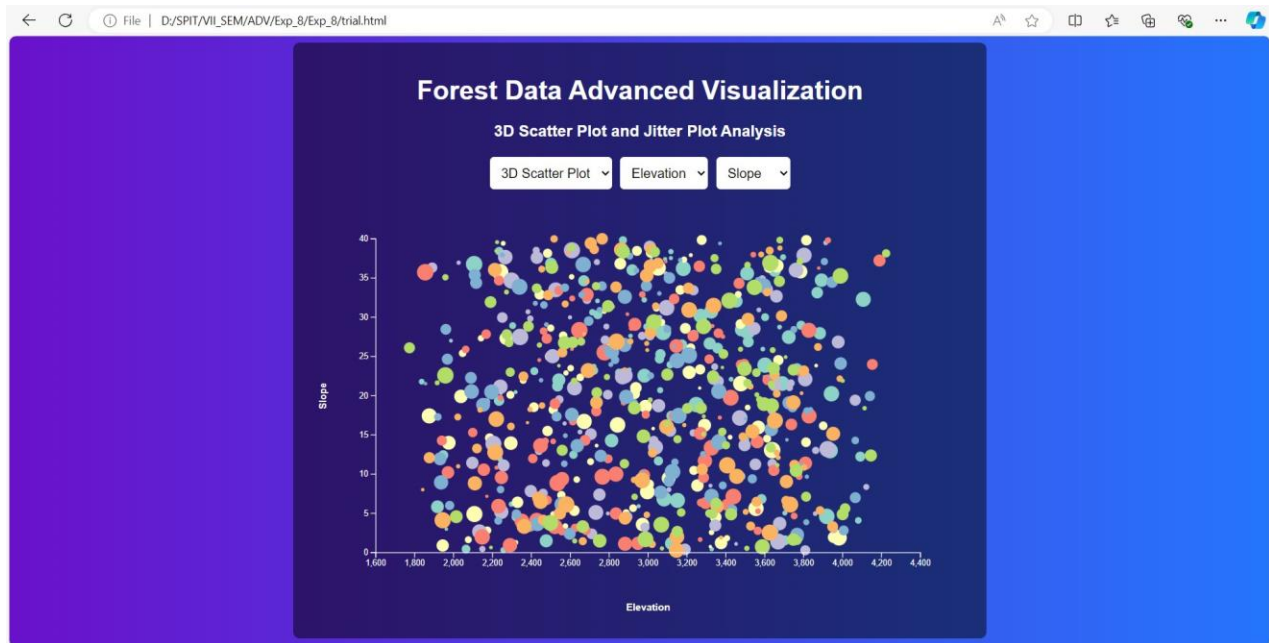 File | D:/SPIT/VII_SEM/ADV/Exp_8/Exp_8/trial.html
Forest Data Advanced Visualization
3D Scatter Plot and Jitter Plot Analysis
3D Scatter Plot Elevation Slope
40
35
30
25
20
15
10
5
0
Slope
1,600 1,800 2,000 2,200 2,400 2,600 2,800 3,000 3,200 3,400 3,600 3,800 4,000 4,200 4,400
Elevation